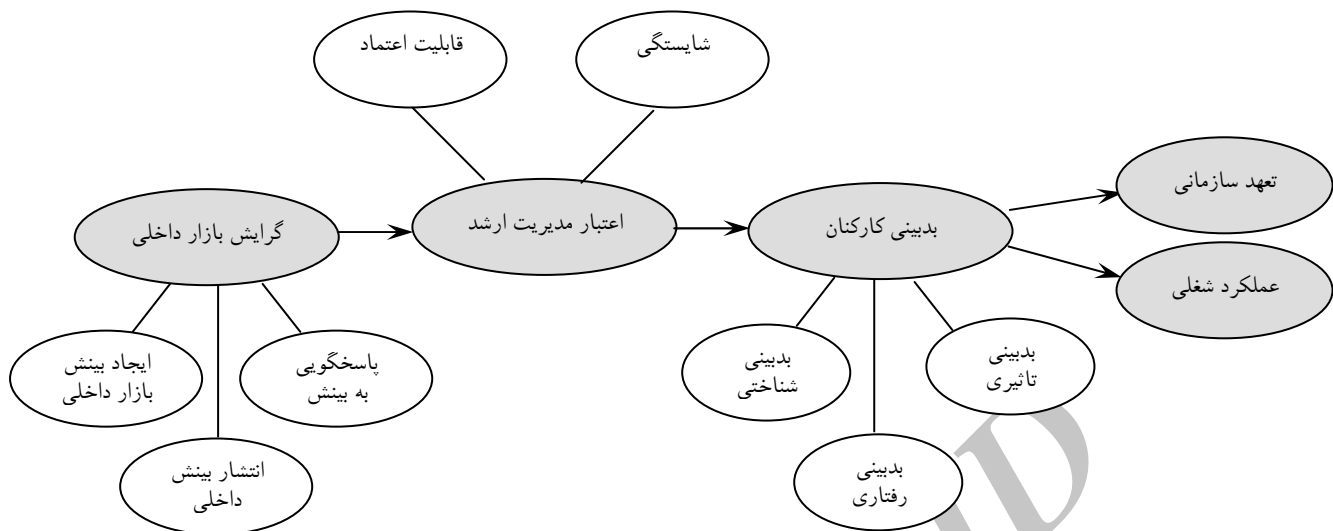 قابلیت اعتماد
شایستگی
گرایش بازار داخلی
اعتبار مدیریت ارشد
بدبینی کارکنان
تعهد سازمانی
عملکرد شغلی
ایجاد بینش
بازار داخلی
انتشار بینش
داخلی
پاسخگویی
به بینش
بدبینی
شناختی
بدبینی
رفتاری
بدبینی
تاثیری